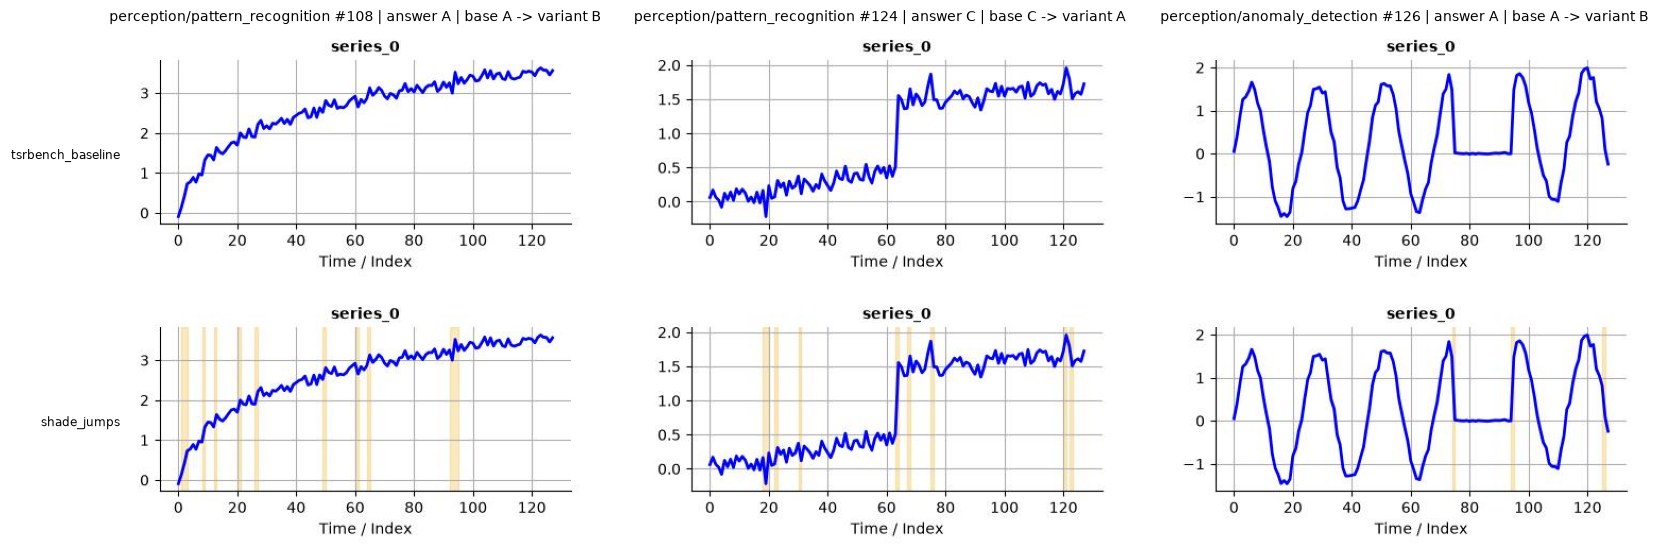 perception/pattern_recognition #108 | answer A | base A -> variant B
perception/pattern_recognition #124 | answer C | base C -> variant A
perception/anomaly_detection #126 | answer A | base A -> variant B
series_0
series_0
series_0
tsrbench_baseline
3
2
1
0
0 20 40 60 80 100 120
Time / Index
2.0
1.5
1.0
0.5
0.0
0 20 40 60 80 100 120
Time / Index
2
1
0
−1
0 20 40 60 80 100 120
Time / Index
series_0
series_0
series_0
shade_jumps
3
2
1
0
0 20 40 60 80 100 120
Time / Index
2.0
1.5
1.0
0.5
0.0
0 20 40 60 80 100 120
Time / Index
2
1
0
−1
0 20 40 60 80 100 120
Time / Index